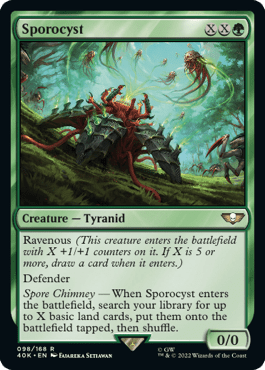 Sporocyst XXG
Creature — Tyranid
Ravenous (This creature enters the battlefield
with X +1/+1 counters on it. If X is 5 or
more, draw a card when it enters.)
Defender
Spore Chimney — When Sporocyst enters
the battlefield, search your library for up
to X basic land cards, put them onto the
battlefield tapped, then shuffle.
0/0
098/168 R
40K • EN Fajareka Setiawan
© GW
™ & © 2022 Wizards of the Coast